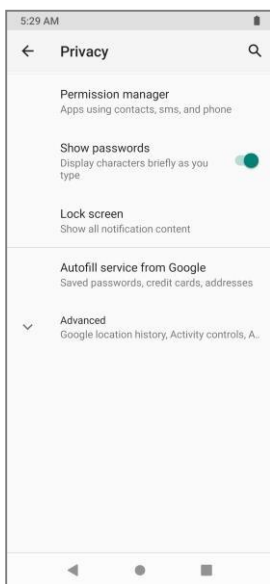 5:29 AM
Privacy
Permission manager
Apps using contacts, sms, and phone
Show passwords
Display characters briefly as you
type
Lock screen
Show all notification content
Autofill service from Google
Saved passwords, credit cards, addresses
Advanced
Google location history, Activity controls, A..